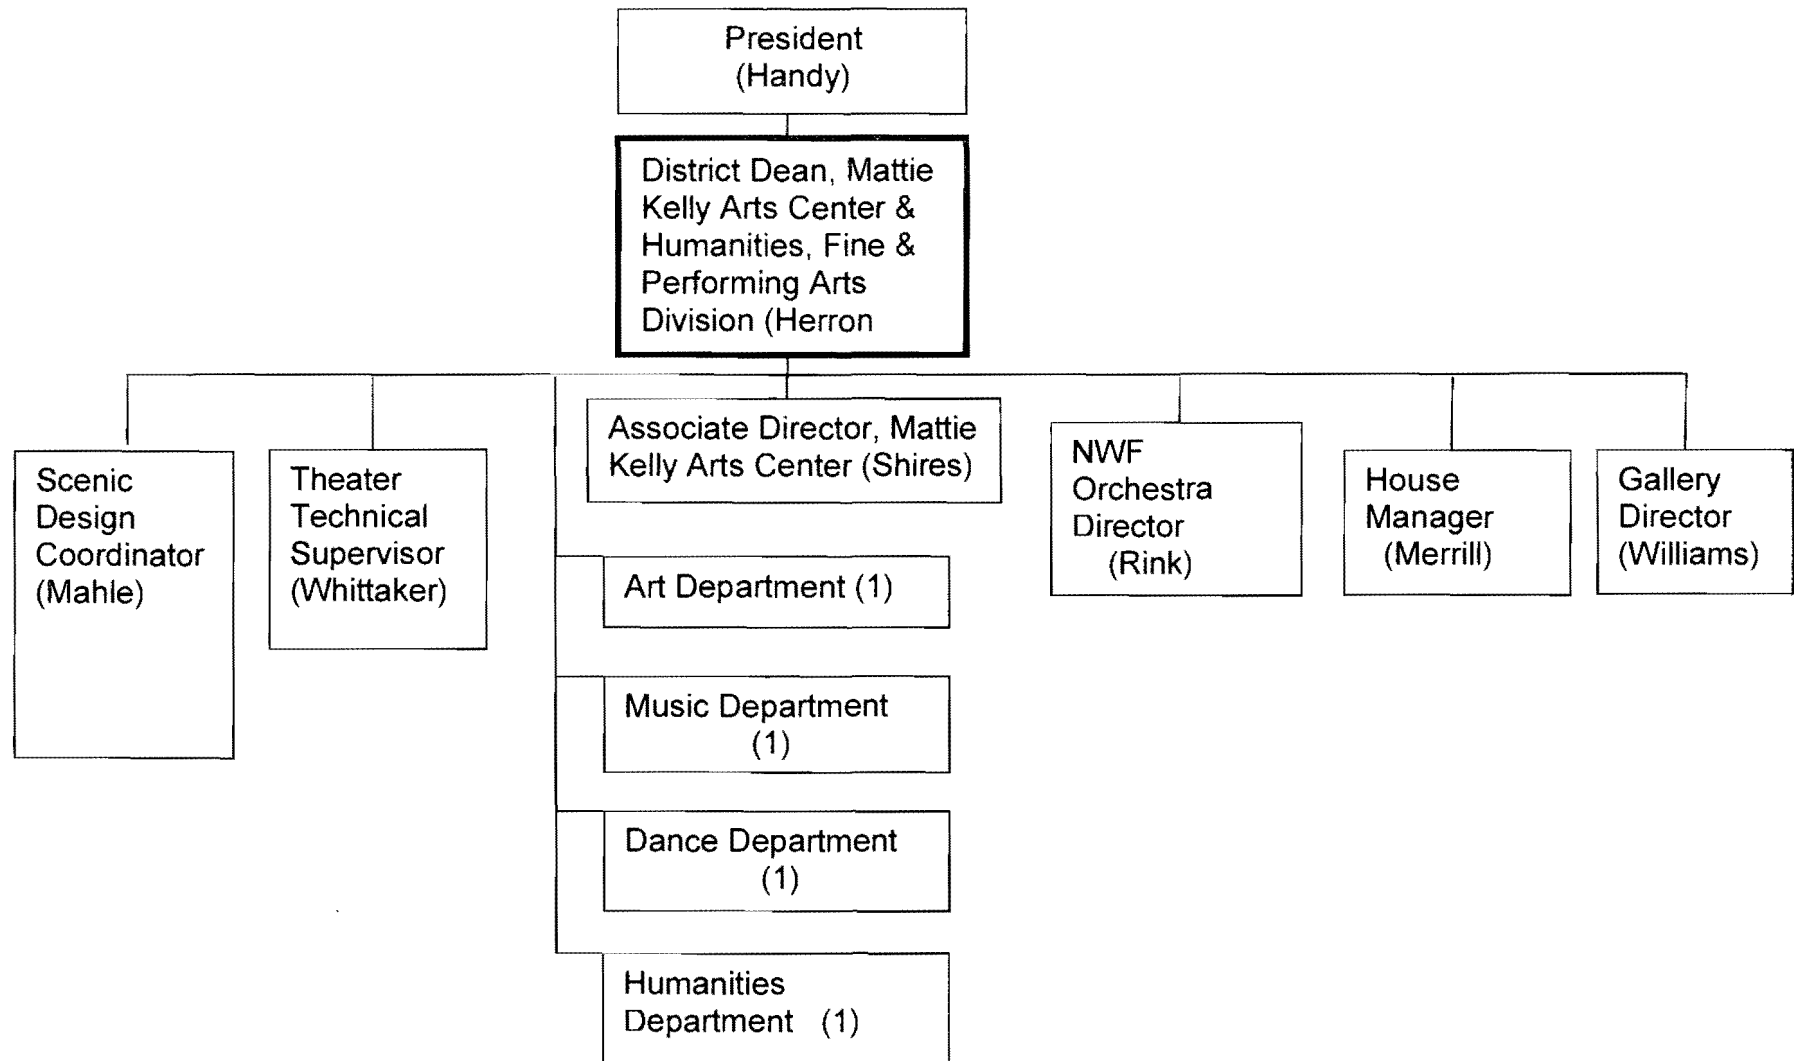 President
(Handy)
District Dean, Mattie
Kelly Arts Center &
Humanities, Fine &
Performing Arts
Division (Herron
Scenic
Design
Coordinator
(Mahle)
Theater
Technical
Supervisor
(Whittaker)
Associate Director, Mattie
Kelly Arts Center (Shires)
Art Department (1)
Music Department
(1)
Dance Department
(1)
Humanities
Department (1)
NWF
Orchestra
Director
(Rink)
House
Manager
(Merrill)
Gallery
Director
(Williams)